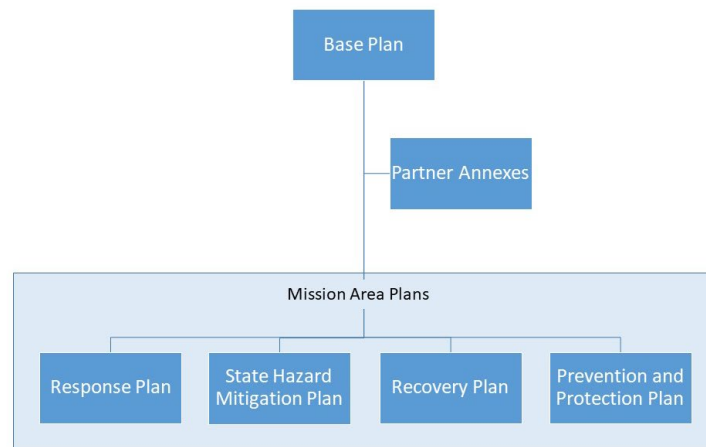 Base Plan
Partner Annexes
Mission Area Plans
Response Plan
State Hazard
Mitigation Plan
Recovery Plan
Prevention and
Protection Plan